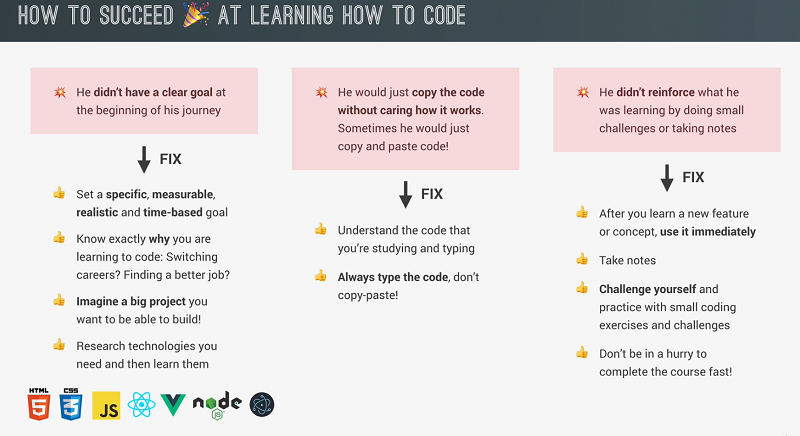 HOW TO SUCCEED 🎉 AT LEARNING HOW TO CODE
💥 He didn’t have a clear goal at
the beginning of his journey
FIX
👍 Set a specific, measurable,
realistic and time-based goal
👍 Know exactly why you are
learning to code: Switching
careers? Finding a better job?
👍 Imagine a big project you
want to be able to build!
👍 Research technologies you
need and then learn them
HTML
5
CSS
3
JS
node
JS
💥 He would just copy the code
without caring how it works.
Sometimes he would just
copy and paste code!
FIX
👍 Understand the code that
you’re studying and typing
👍 Always type the code, don’t
copy-paste!
💥 He didn’t reinforce what he
was learning by doing small
challenges or taking notes
FIX
👍 After you learn a new feature
or concept, use it immediately
👍 Take notes
👍 Challenge yourself and
practice with small coding
exercises and challenges
👍 Don’t be in a hurry to
complete the course fast!